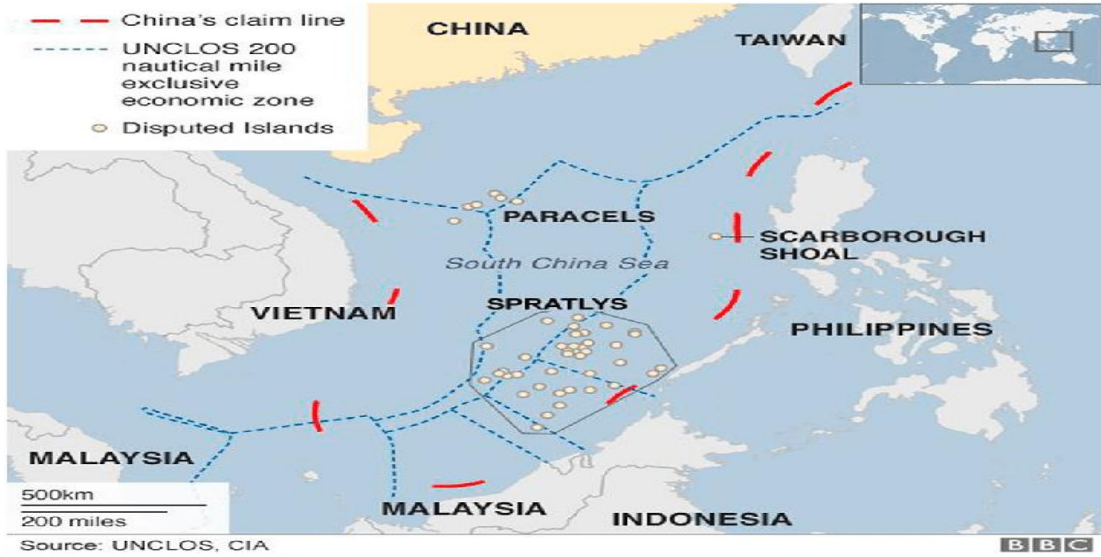 China's claim line
UNCLOS 200
nautical mile
exclusive
economic zone
Disputed Islands
CHINA
TAIWAN
PARACELS
SCARBOROUGH
SHOAL
South China Sea
SPRATLYS
VIETNAM
PHILIPPINES
MALAYSIA
500km
200 miles
MALAYSIA
INDONESIA
Source: UNCLOS, CIA
BBC